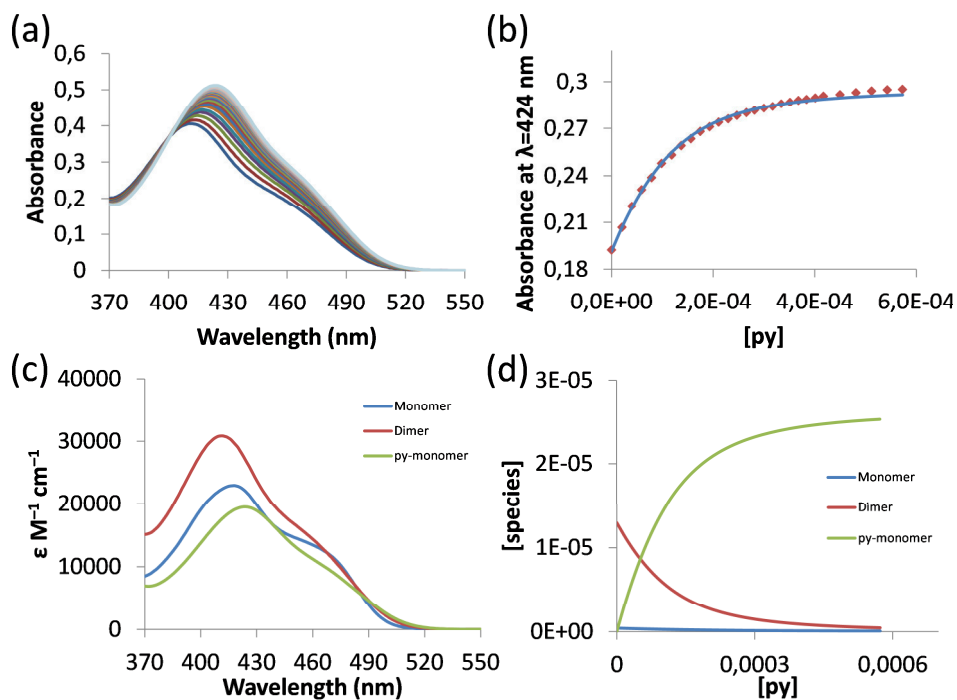 (a)
0,6
0,5
0,4
0,3
0,2
0,1
0
Absorbance
370 400 430 460 490 520 550
Wavelength (nm)
(b)
0,3
0,27
0,24
0,21
0,18
Absorbance at λ=424 nm
0,0E+00 2,0E-04 4,0E-04 6,0E-04
[py]
(c)
40000
30000
20000
10000
0
ε M⁻¹ cm⁻¹
Monomer
Dimer
py-monomer
370 400 430 460 490 520 550
Wavelength (nm)
(d)
3E-05
2E-05
1E-05
0E+00
[species]
Monomer
Dimer
py-monomer
0 0,0003 0,0006
[py]